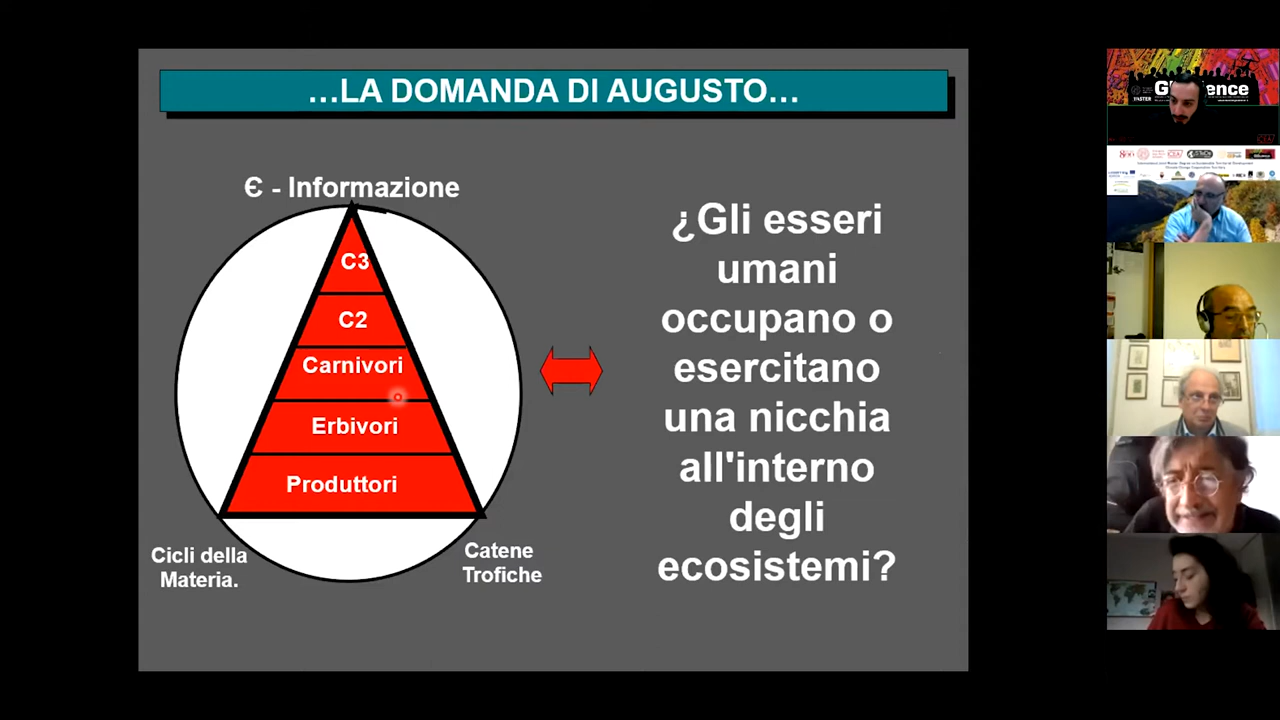 …LA DOMANDA DI AUGUSTO…
Є - Informazione
C3
C2
Carnivori
Erbivori
Produttori
Cicli della
Materia.
Catene
Trofiche
¿Gli esseri
umani
occupano o
esercitano
una nicchia
all'interno
degli
ecosistemi?